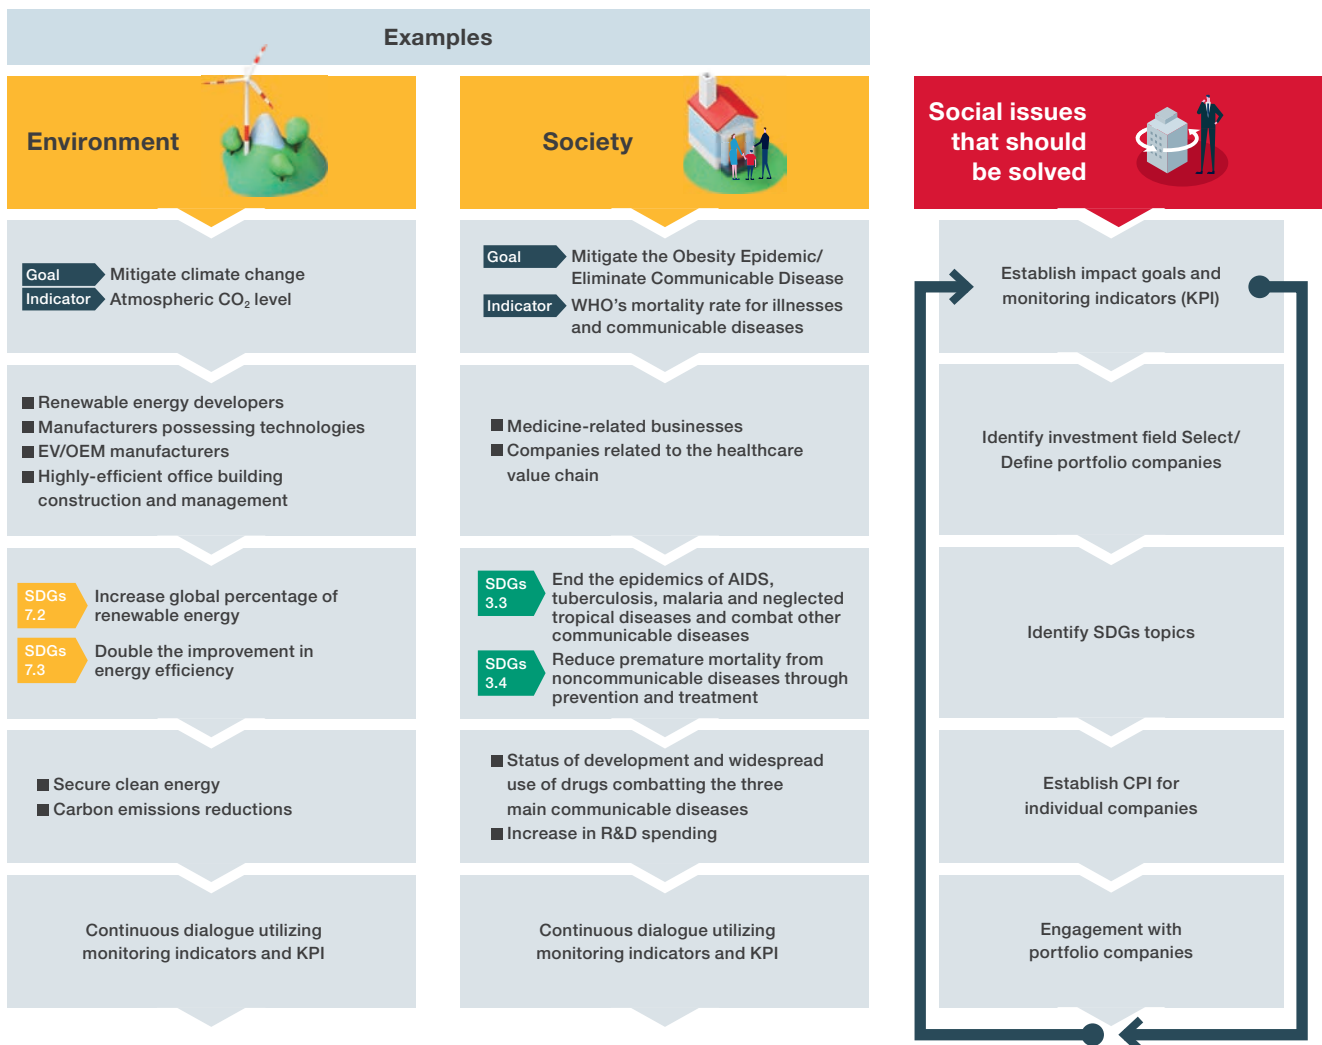 Examples
Environment
Goal
Mitigate climate change
Indicator
Atmospheric CO₂ level
■ Renewable energy developers
■ Manufacturers possessing technologies
■ EV/OEM manufacturers
■ Highly-efficient office building
construction and management
SDGs
7.2
Increase global percentage of
renewable energy
SDGs
7.3
Double the improvement in
energy efficiency
■ Secure clean energy
■ Carbon emissions reductions
Continuous dialogue utilizing
monitoring indicators and KPI
Society
Goal
Mitigate the Obesity Epidemic/
Eliminate Communicable Disease
Indicator
WHO's mortality rate for illnesses
and communicable diseases
■ Medicine-related businesses
■ Companies related to the healthcare
value chain
SDGs
3.3
End the epidemics of AIDS,
tuberculosis, malaria and neglected
tropical diseases and combat other
communicable diseases
SDGs
3.4
Reduce premature mortality from
noncommunicable diseases through
prevention and treatment
■ Status of development and widespread
use of drugs combatting the three
main communicable diseases
■ Increase in R&D spending
Continuous dialogue utilizing
monitoring indicators and KPI
Social issues
that should
be solved
Establish impact goals and
monitoring indicators (KPI)
Identify investment field Select/
Define portfolio companies
Identify SDGs topics
Establish CPI for
individual companies
Engagement with
portfolio companies